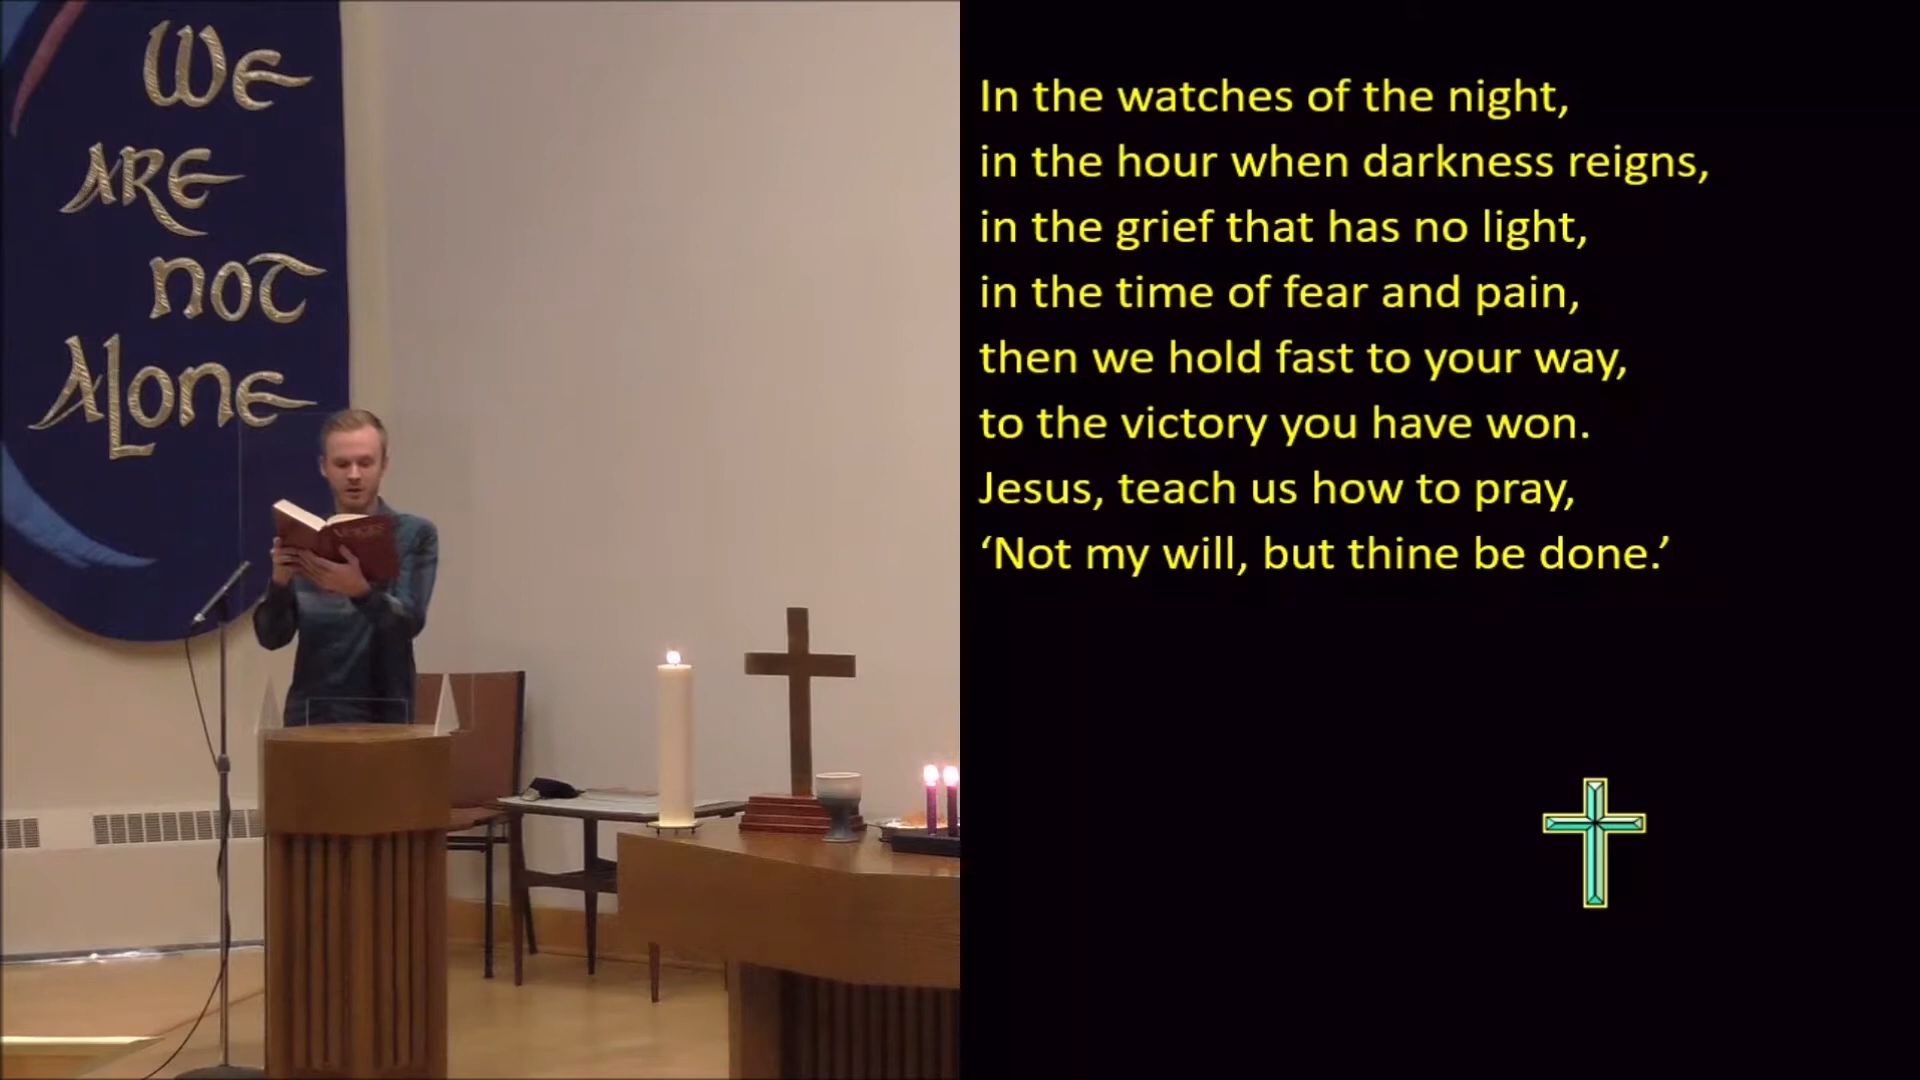 We
Are
not
Alone
VOICES
In the watches of the night,
in the hour when darkness reigns,
in the grief that has no light,
in the time of fear and pain,
then we hold fast to your way,
to the victory you have won.
Jesus, teach us how to pray,
‘Not my will, but thine be done.’